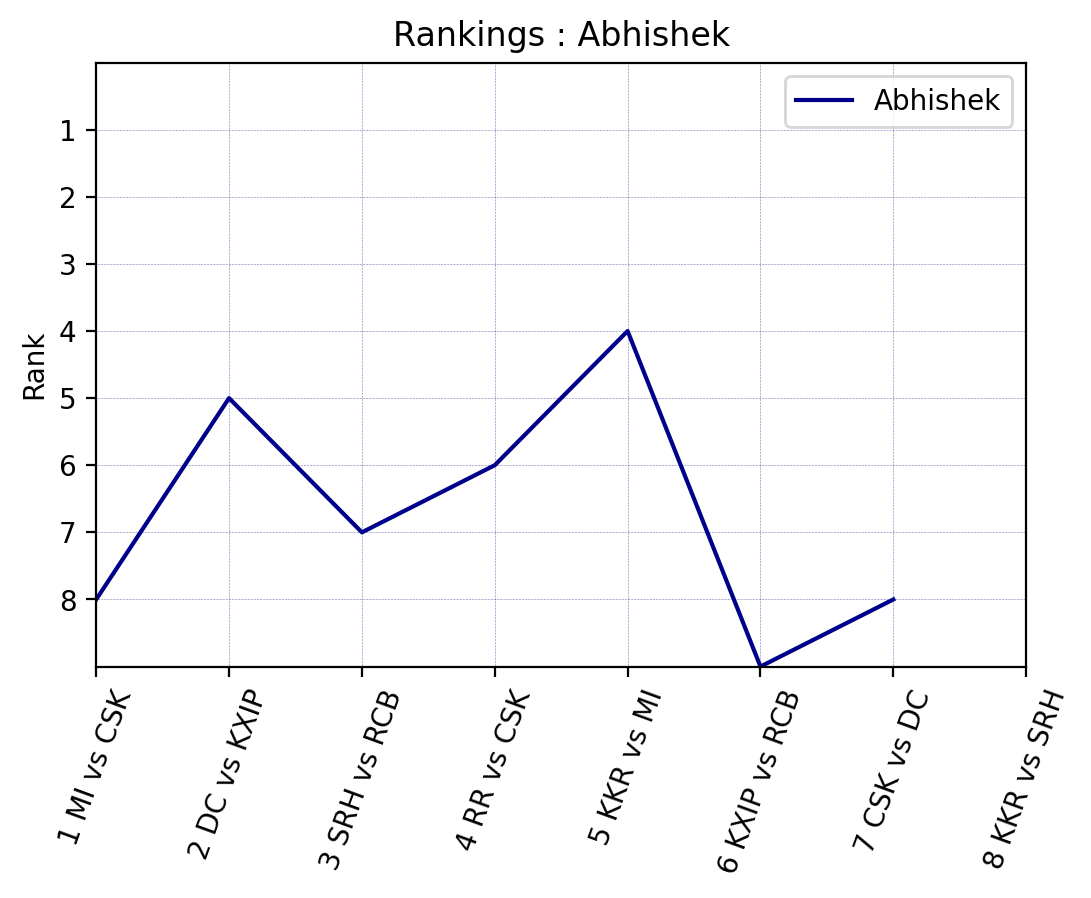 Rankings : Abhishek
Abhishek
Rank
1
2
3
4
5
6
7
8
1 MI vs CSK
2 DC vs KXIP
3 SRH vs RCB
4 RR vs CSK
5 KKR vs MI
6 KXIP vs RCB
7 CSK vs DC
8 KKR vs SRH